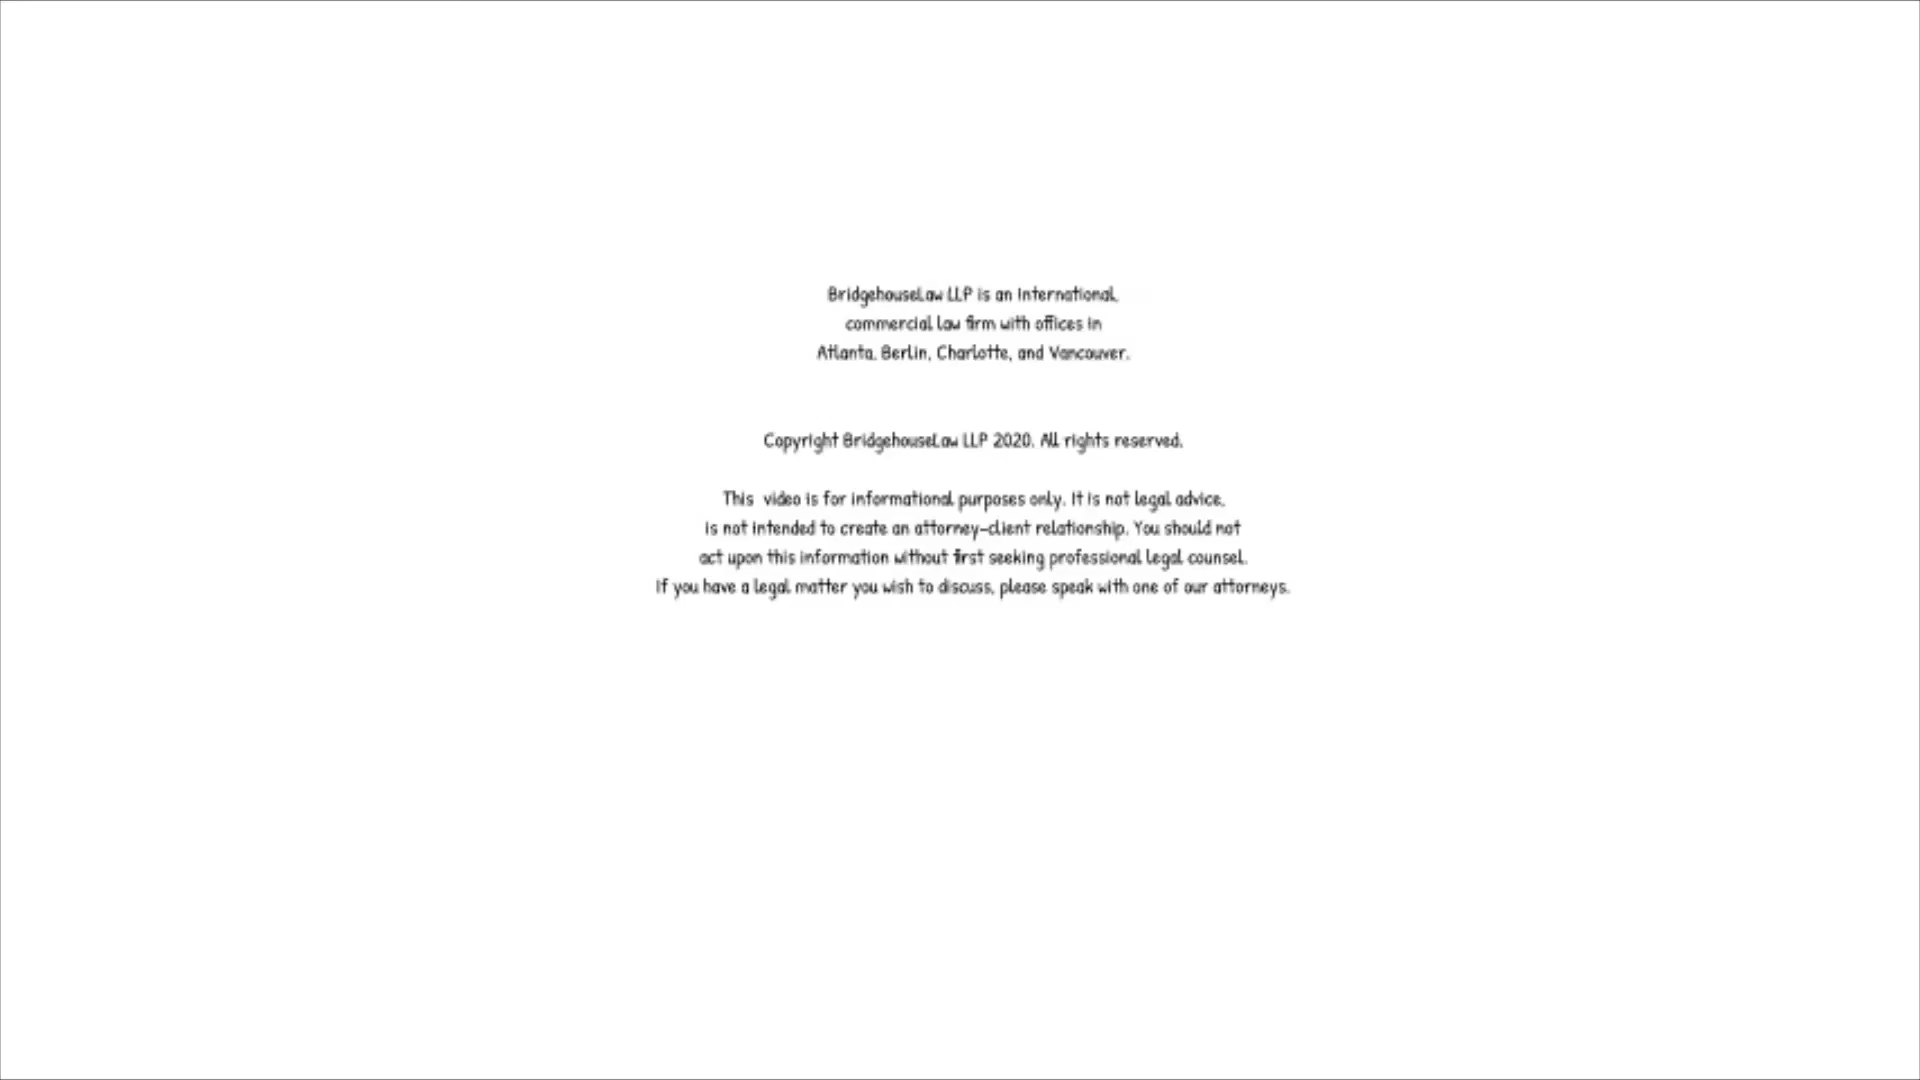 BridgehouseLaw LLP is an international,
commercial law firm with offices in
Atlanta, Berlin, Charlotte, and Vancouver.
Copyright BridgehouseLaw LLP 2020. All rights reserved.
This video is for informational purposes only. It is not legal advice,
is not intended to create an attorney-client relationship. You should not
act upon this information without first seeking professional legal counsel.
If you have a legal matter you wish to discuss, please speak with one of our attorneys.